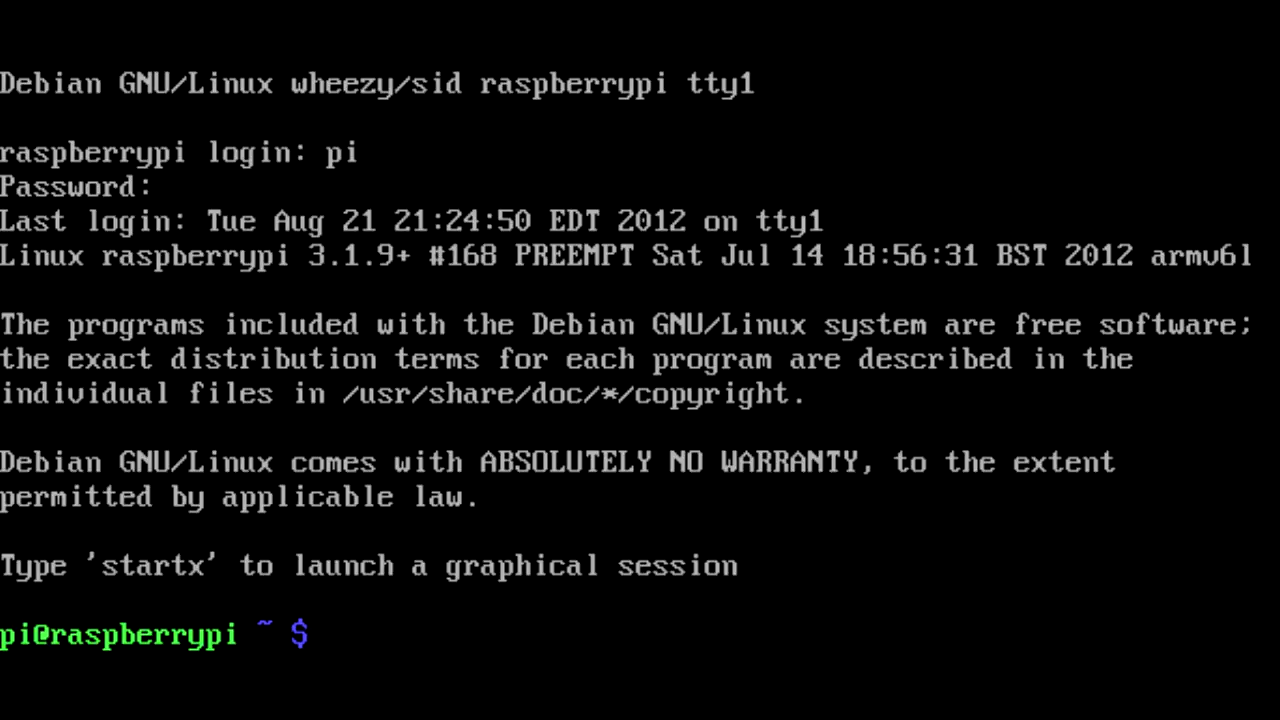 Debian GNU/Linux wheezy/sid raspberrypi tty1
raspberrypi login: pi
Password:
Last login: Tue Aug 21 21:24:50 EDT 2012 on tty1
Linux raspberrypi 3.1.9+ #168 PREEMPT Sat Jul 14 18:56:31 BST 2012 armv6l
The programs included with the Debian GNU/Linux system are free software;
the exact distribution terms for each program are described in the
individual files in /usr/share/doc/*/copyright.
Debian GNU/Linux comes with ABSOLUTELY NO WARRANTY, to the extent
permitted by applicable law.
Type 'startx' to launch a graphical session
pi@raspberrypi ~ $